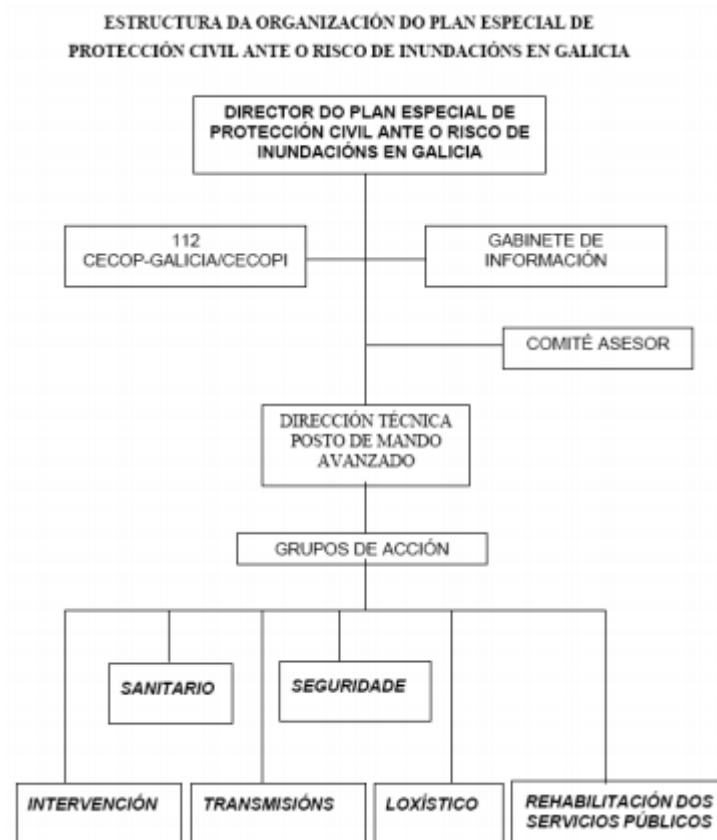 ESTRUCTURA DA ORGANIZACIÓN DO PLAN ESPECIAL DE
PROTECCIÓN CIVIL ANTE O RISCO DE INUNDACIÓNS EN GALICIA
DIRECTOR DO PLAN ESPECIAL DE
PROTECCIÓN CIVIL ANTE O RISCO DE
INUNDACIÓNS EN GALICIA
112
CECOP-GALICIA/CECOPI
GABINETE DE
INFORMACIÓN
COMITÉ ASESOR
DIRECCIÓN TÉCNICA
POSTO DE MANDO
AVANZADO
GRUPOS DE ACCIÓN
SANITARIO
SEGURIDADE
INTERVENCIÓN
TRANSMISIÓNS
LOXÍSTICO
REHABILITACIÓN DOS
SERVICIOS PÚBLICOS